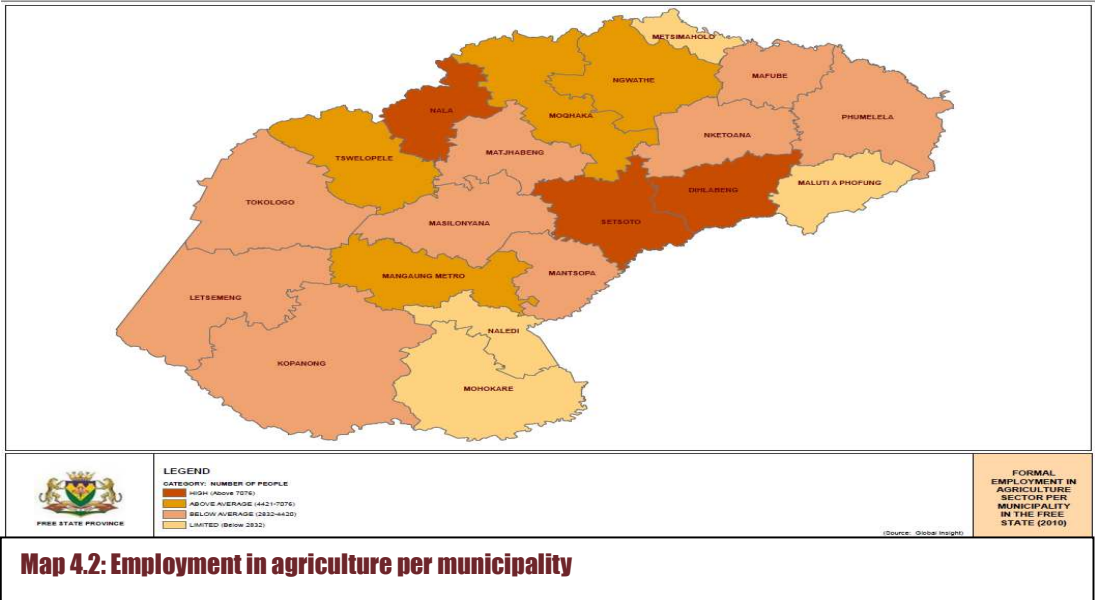 METSIMAHOLO
NGWATHE
MAFUBE
NALA
MOQHAKA
PHUMELELA
NKETOANA
MATJHABENG
TSWELOPELE
MALUTI A PHOFUNG
DIHLABENG
TOKOLOGO
SETSOTO
MASILONYANA
MANTSOPA
MANGAUNG METRO
LETSEMENG
NALEDI
KOPANONG
MOHOKARE
FREE STATE PROVINCE
LEGEND
CATEGORY: NUMBER OF PEOPLE
HIGH (Above 7076)
ABOVE AVERAGE (4421-7076)
BELOW AVERAGE (2832-4420)
LIMITED (Below 2832)
(Source: Global Insight)
FORMAL
EMPLOYMENT IN
AGRICULTURE
SECTOR PER
MUNICIPALITY
IN THE FREE
STATE (2010)
Map 4.2: Employment in agriculture per municipality